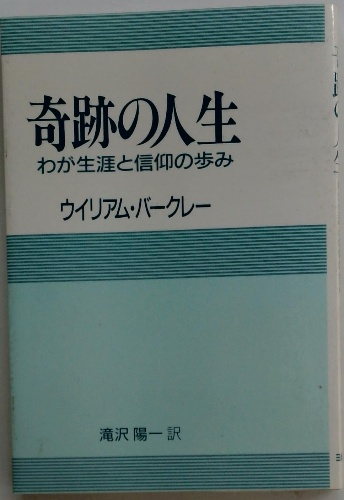 奇跡の人生
わが生涯と信仰の歩み
ウイリアム・バークレー
滝沢 陽一 訳